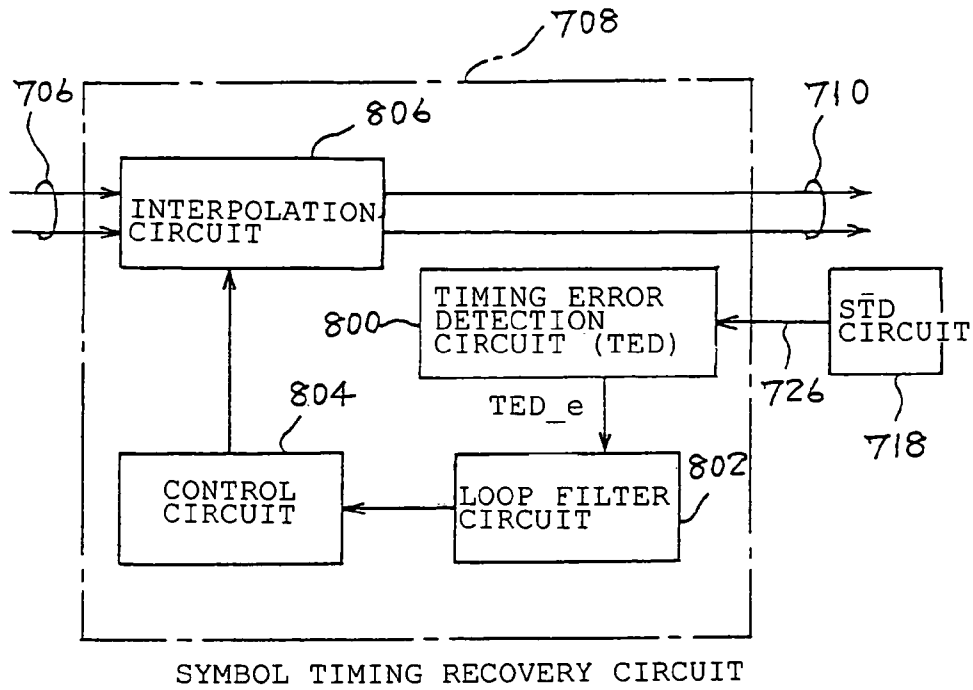 708
706
806
710
INTERPOLATION
CIRCUIT
800
TIMING ERROR
DETECTION
CIRCUIT (TED)
STD
CIRCUIT
726
718
TED_e
804
CONTROL
CIRCUIT
LOOP FILTER
CIRCUIT
802
SYMBOL TIMING RECOVERY CIRCUIT